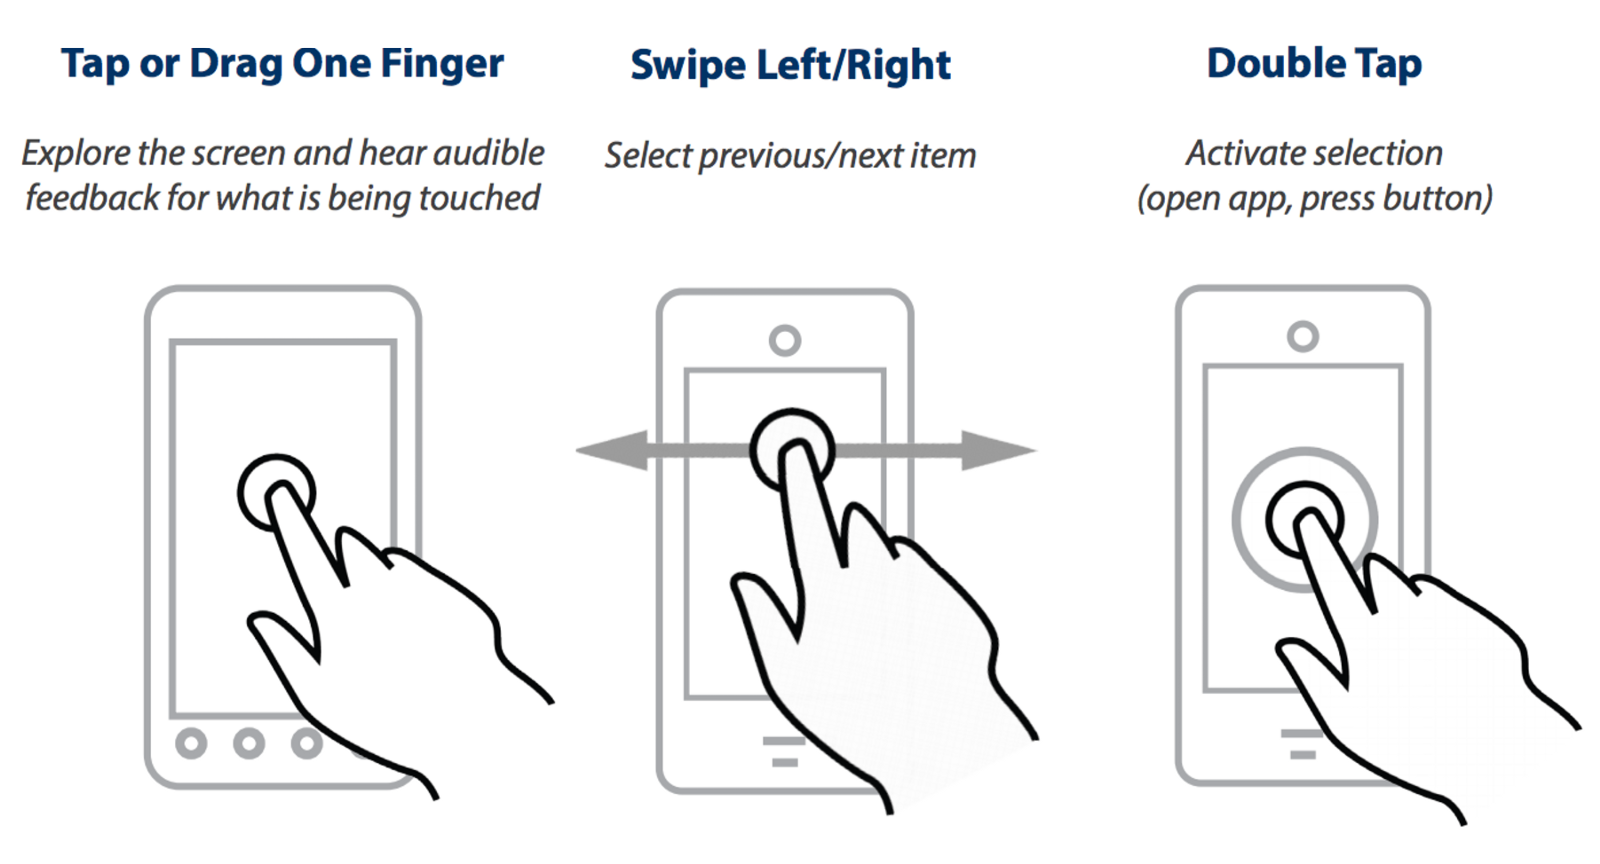 Tap or Drag One Finger
Explore the screen and hear audible
feedback for what is being touched
Swipe Left/Right
Select previous/next item
Double Tap
Activate selection
(open app, press button)